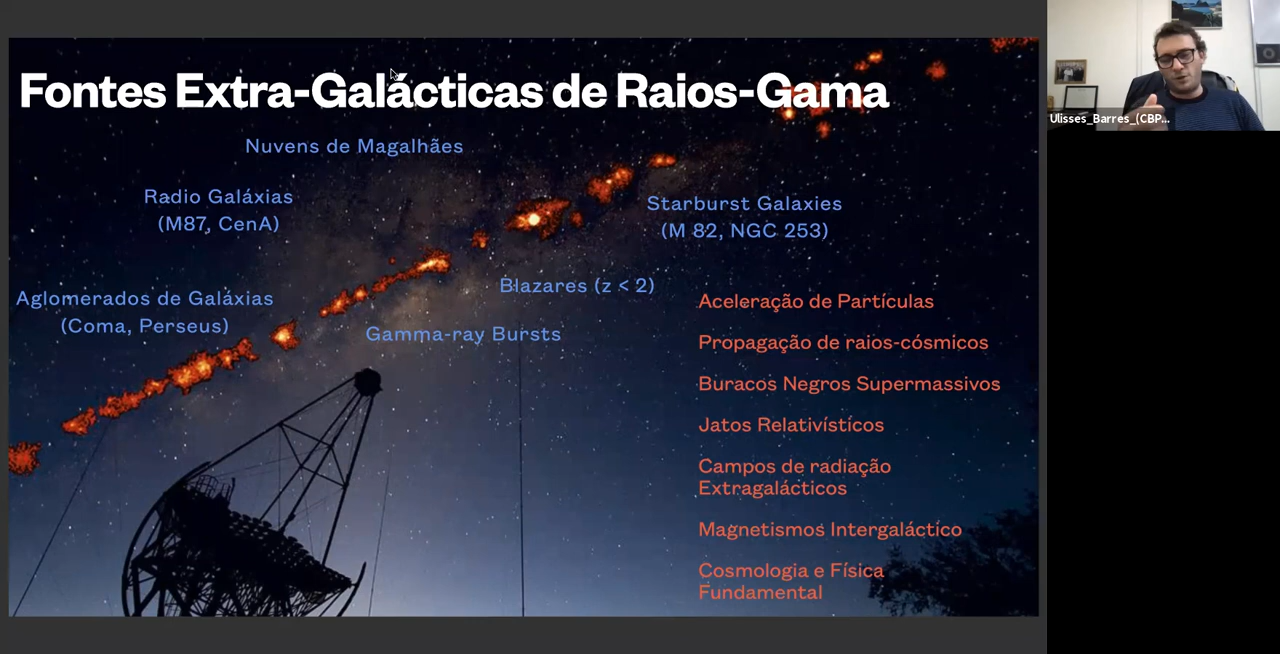 Fontes Extra-Galácticas de Raios-Gama
Nuvens de Magalhães
Radio Galáxias
(M87, CenA)
Starburst Galaxies
(M 82, NGC 253)
Blazares (z < 2)
Aglomerados de Galáxias
(Coma, Perseus)
Gamma-ray Bursts
Aceleração de Partículas
Propagação de raios-cósmicos
Buracos Negros Supermassivos
Jatos Relativísticos
Campos de radiação
Extragalácticos
Magnetismos Intergaláctico
Cosmologia e Física
Fundamental
Ulisses_Barres_(CBP...